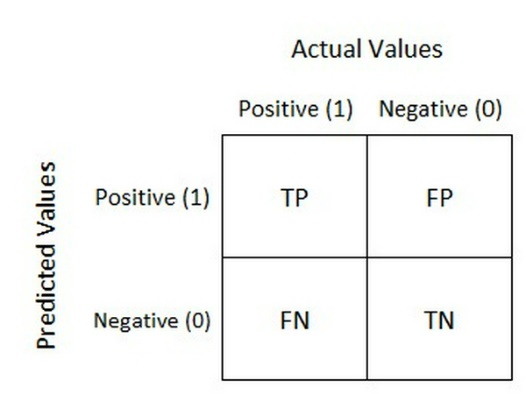 Actual Values
Positive (1) Negative (0)
Predicted Values
Positive (1) TP FP
Negative (0) FN TN